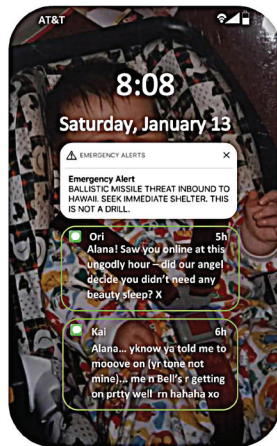 AT&T
8:08
Saturday, January 13
EMERGENCY ALERTS
Emergency Alert
BALLISTIC MISSILE THREAT INBOUND TO
HAWAII. SEEK IMMEDIATE SHELTER. THIS
IS NOT A DRILL.
Ori 5h
Alana! Saw you online at this
ungodly hour – did our angel
decide you didn't need any
beauty sleep? X
Kai 6h
Alana... yknow ya told me to
mooove on (yr tone not
mine)... me n Bell's r getting
on prtty well rn hahaha xo